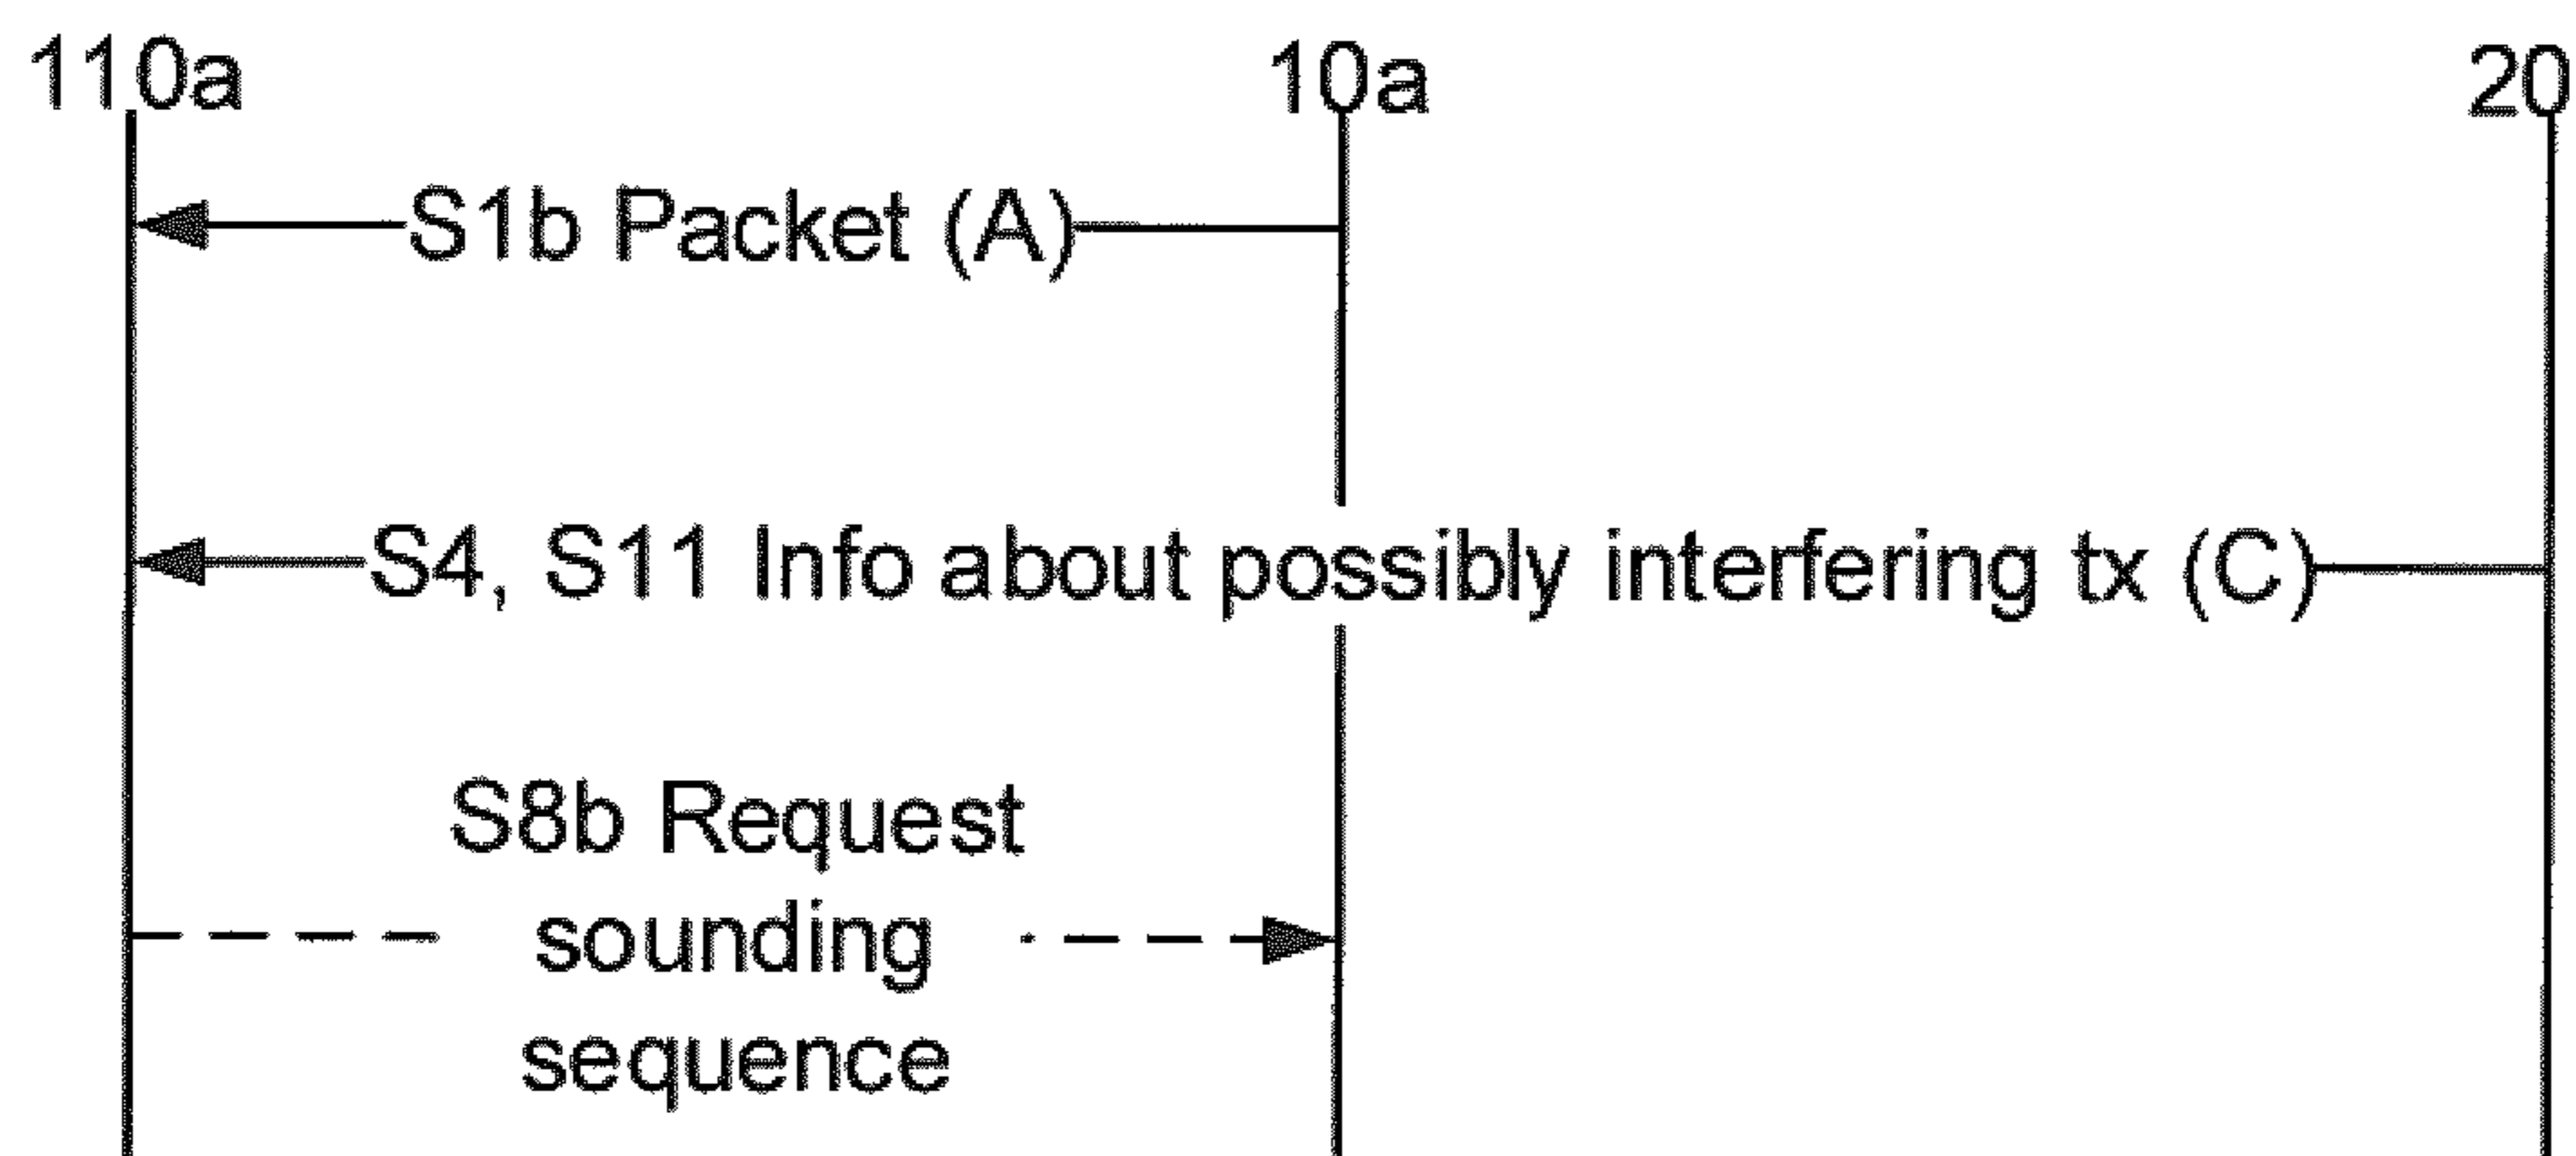 110a 10a 20
S1b Packet (A)
S4, S11 Info about possibly interfering tx (C)
S8b Request
sounding
sequence